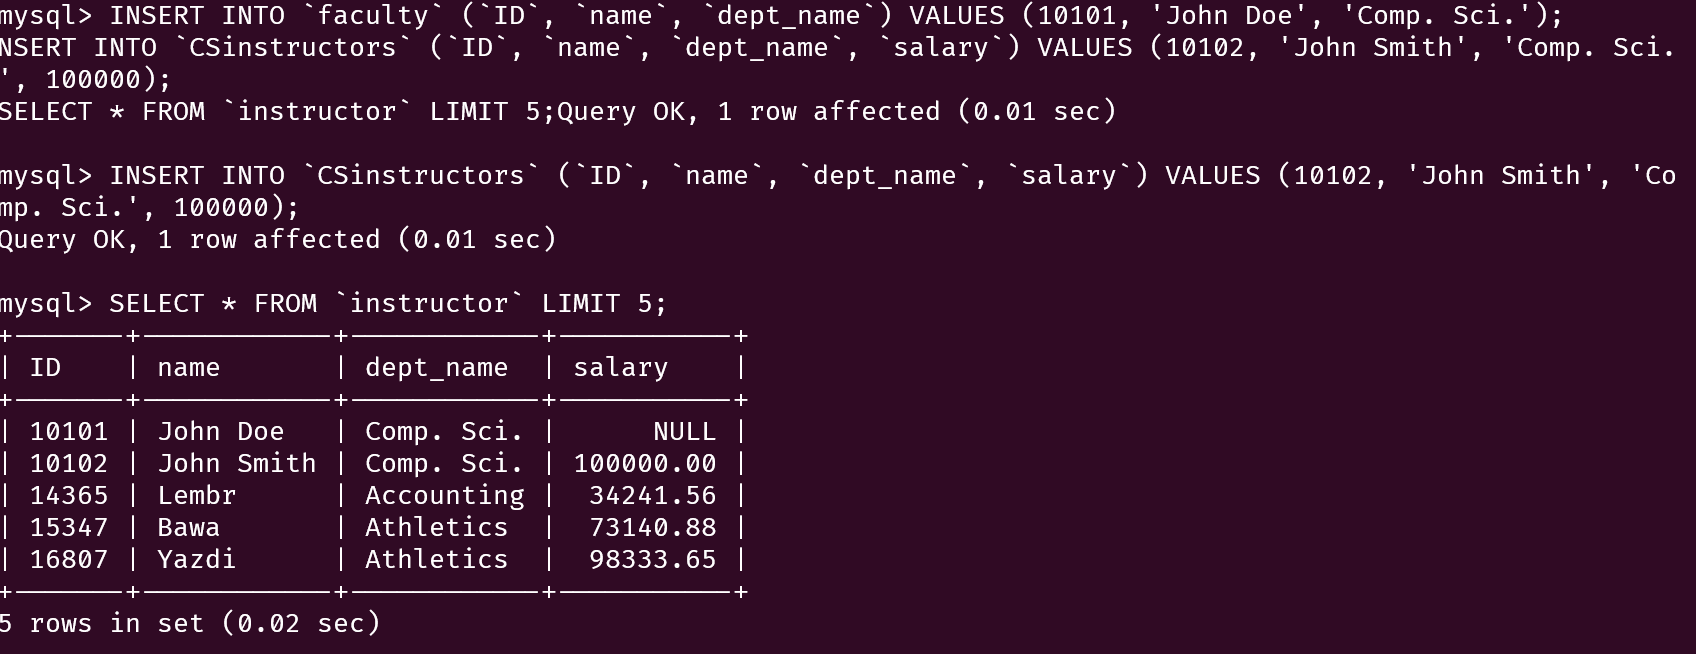 mysql> INSERT INTO `faculty` (`ID`, `name`, `dept_name`) VALUES (10101, 'John Doe', 'Comp. Sci.');
NSERT INTO `CSinstructors` (`ID`, `name`, `dept_name`, `salary`) VALUES (10102, 'John Smith', 'Comp. Sci.
', 100000);
SELECT * FROM `instructor` LIMIT 5;Query OK, 1 row affected (0.01 sec)

mysql> INSERT INTO `CSinstructors` (`ID`, `name`, `dept_name`, `salary`) VALUES (10102, 'John Smith', 'Co
mp. Sci.', 100000);
Query OK, 1 row affected (0.01 sec)

mysql> SELECT * FROM `instructor` LIMIT 5;
+-------+------------+------------+-----------+
| ID    | name       | dept_name  | salary    |
+-------+------------+------------+-----------+
| 10101 | John Doe   | Comp. Sci. |      NULL |
| 10102 | John Smith | Comp. Sci. | 100000.00 |
| 14365 | Lembr      | Accounting |  34241.56 |
| 15347 | Bawa       | Athletics  |  73140.88 |
| 16807 | Yazdi      | Athletics  |  98333.65 |
+-------+------------+------------+-----------+
5 rows in set (0.02 sec)